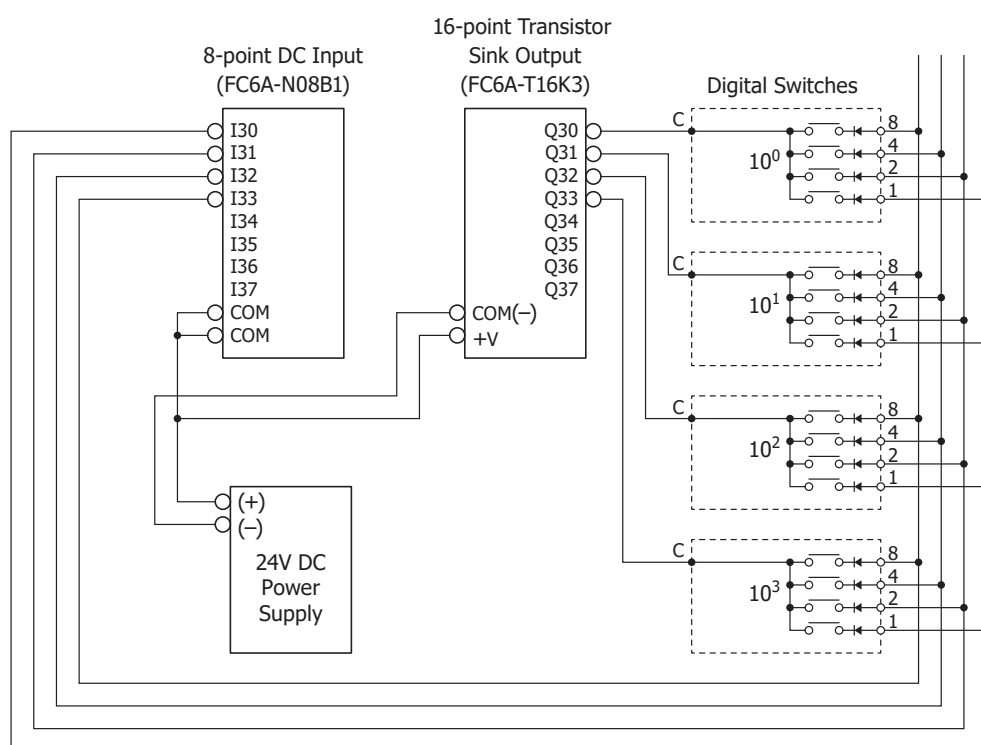 8-point DC Input
(FC6A-N08B1)
I30
I31
I32
I33
I34
I35
I36
I37
COM
COM
16-point Transistor
Sink Output
(FC6A-T16K3)
Q30
Q31
Q32
Q33
Q34
Q35
Q36
Q37
COM(–)
+V
Digital Switches
C
10⁰
8
4
2
1
C
10¹
8
4
2
1
C
10²
8
4
2
1
C
10³
8
4
2
1
(+)
(–)
24V DC
Power
Supply